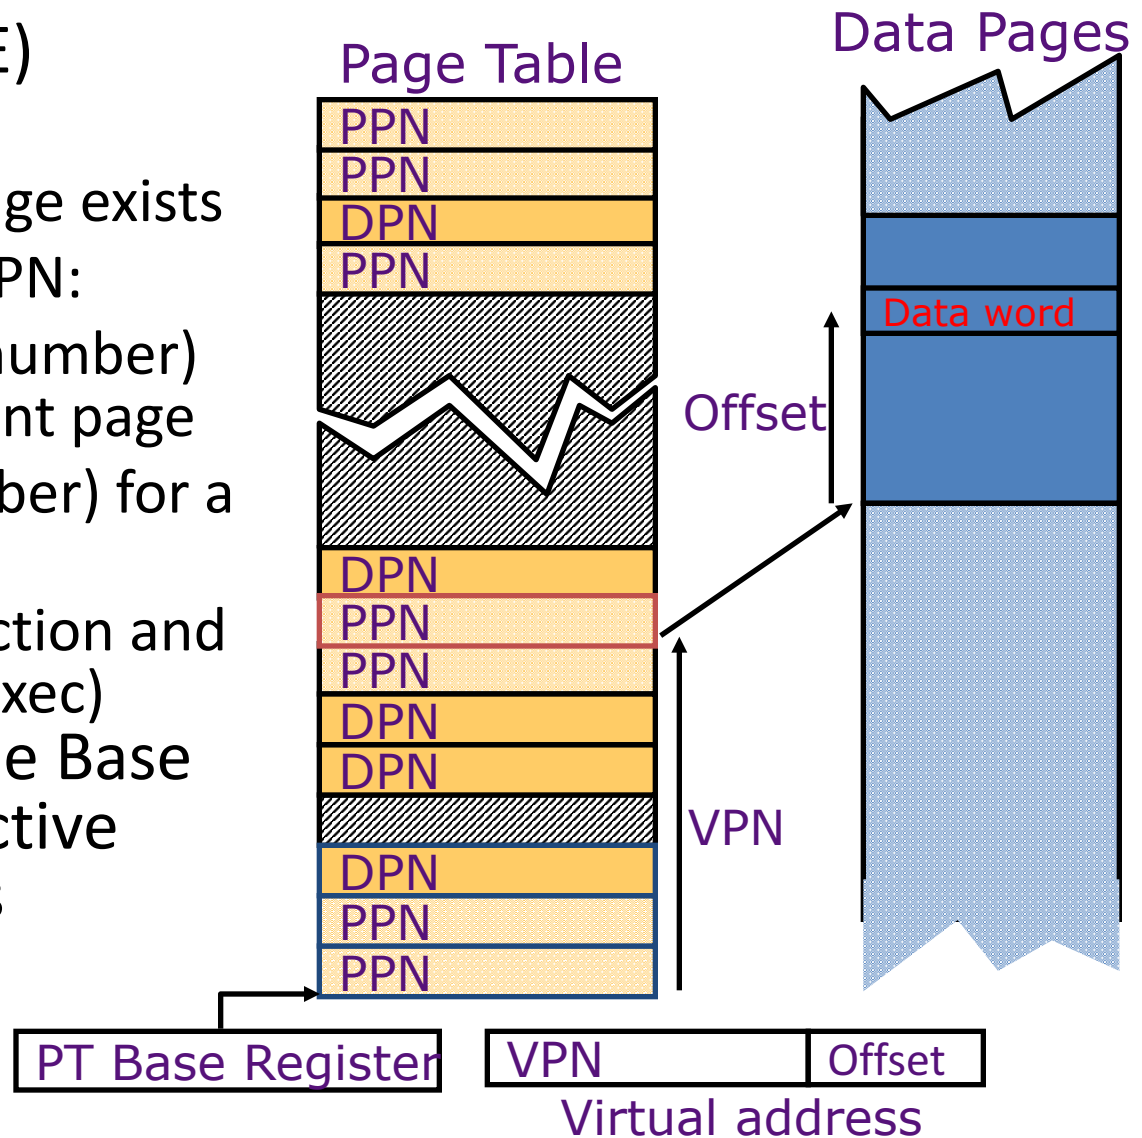 E)
ge exists
PN:
number)
nt page
ber) for a
ction and
xec)
e Base
ctive
s
Page Table
PPN
PPN
DPN
PPN
DPN
PPN
PPN
DPN
DPN
DPN
PPN
PPN
VPN
Offset
Data Pages
Data word
PT Base Register
VPN
Offset
Virtual address